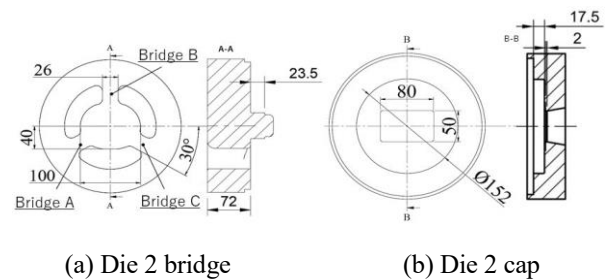 A
Bridge B
26
A-A
23.5
40
30°
100
Bridge A
Bridge C
A
72
B
B-B
17.5
2
80
50
Ø152
B
(a) Die 2 bridge
(b) Die 2 cap